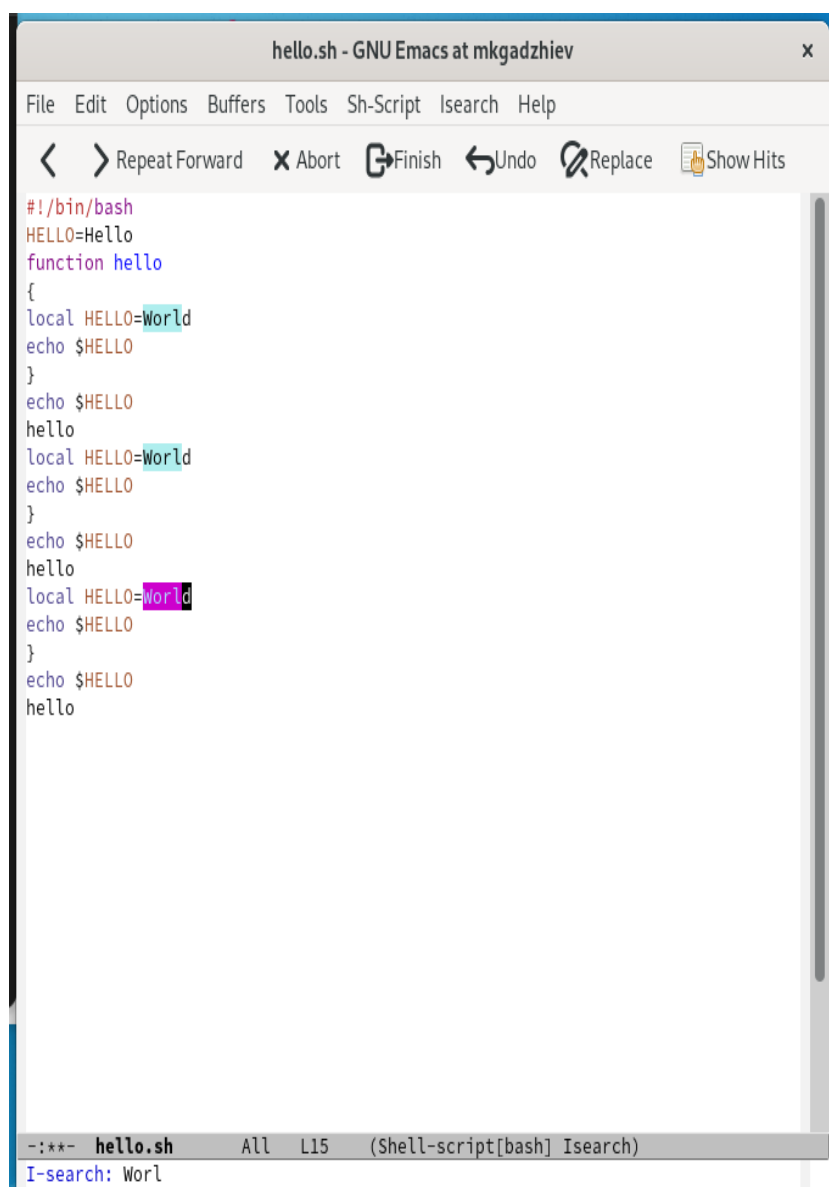 hello.sh - GNU Emacs at mkgadzhiev x
File Edit Options Buffers Tools Sh-Script Isearch Help
Repeat Forward Abort Finish Undo Replace Show Hits
#!/bin/bash
HELLO=Hello
function hello
{
local HELLO=World
echo $HELLO
}
echo $HELLO
hello
local HELLO=World
echo $HELLO
}
echo $HELLO
hello
local HELLO=World
echo $HELLO
}
echo $HELLO
hello
-:**- hello.sh All L15 (Shell-script[bash] Isearch)
I-search: Worl